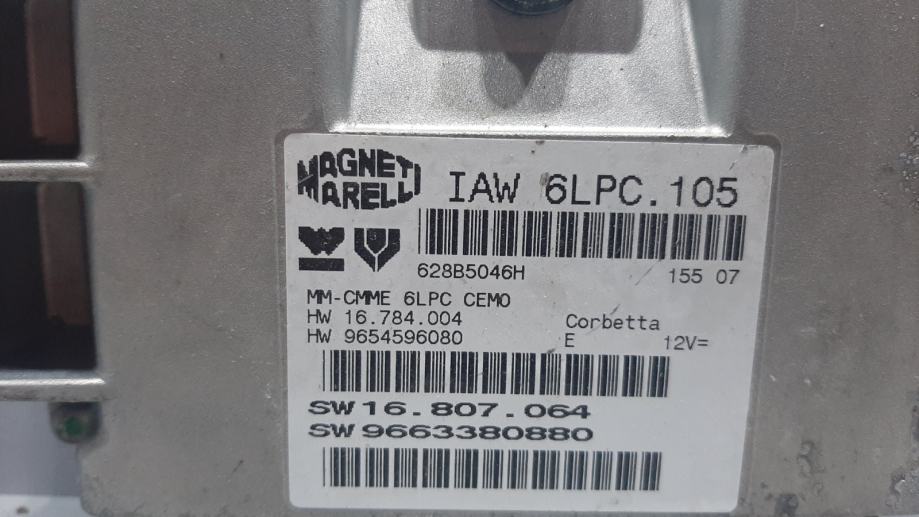 MAGNETI
MARELLI
IAW 6LPC.105
628B5046H 155 07
MM-CMME 6LPC CEMO
HW 16.784.004
Corbetta
HW 9654596080
E 12V=
SW 16.807.064
SW 9663380880